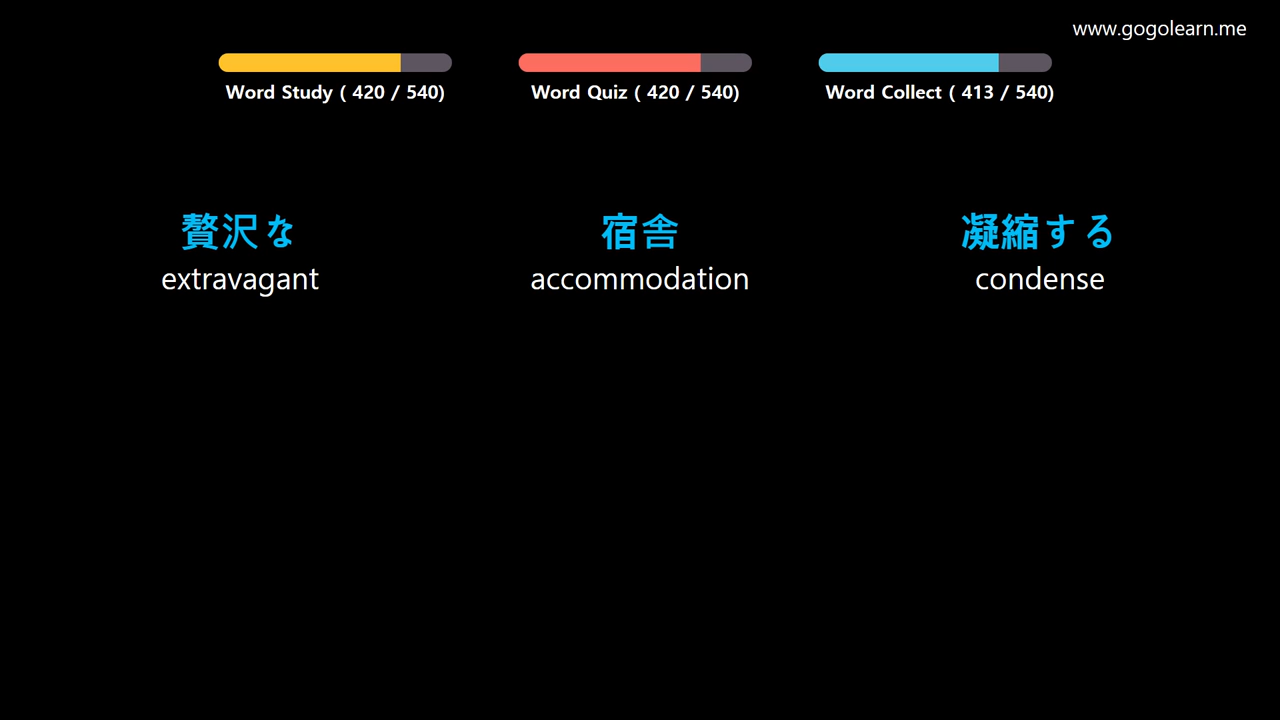 www.gogolearn.me
Word Study ( 420 / 540)
Word Quiz ( 420 / 540)
Word Collect ( 413 / 540)
贅沢な
extravagant
宿舎
accommodation
凝縮する
condense